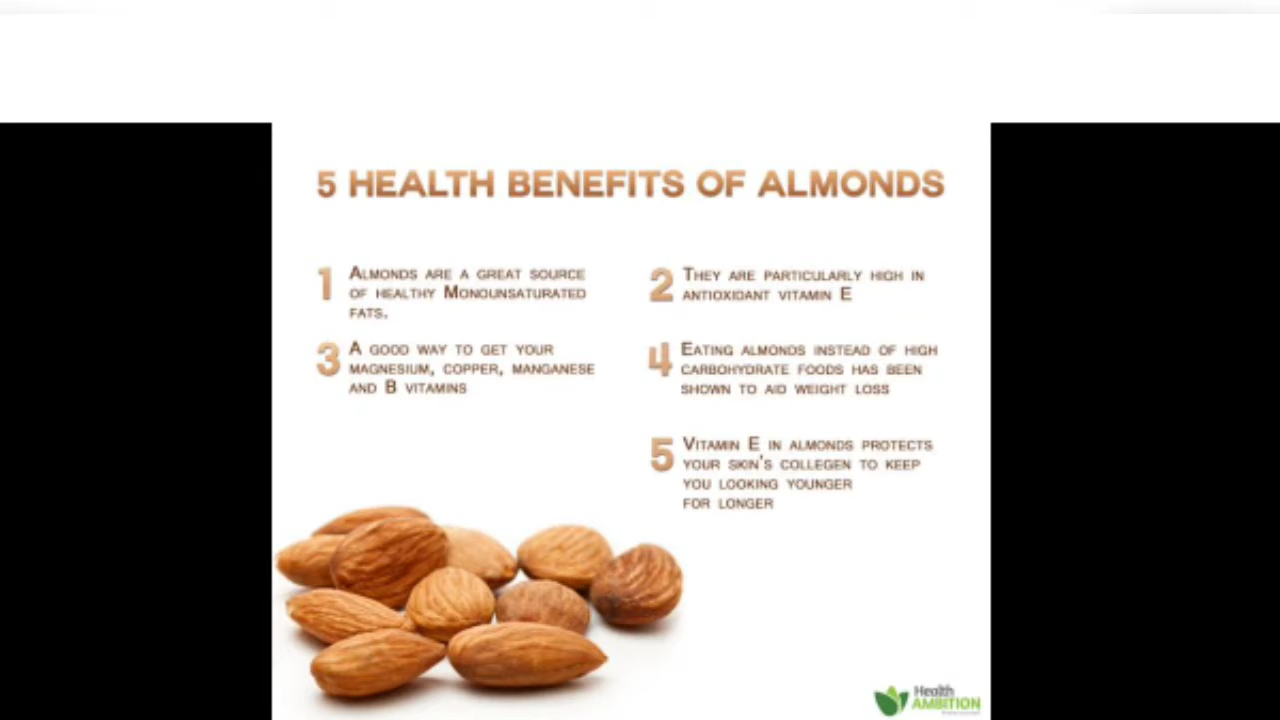 5 HEALTH BENEFITS OF ALMONDS
1 ALMONDS ARE A GREAT SOURCE
OF HEALTHY MONOUNSATURATED
FATS.
2 THEY ARE PARTICULARLY HIGH IN
ANTIOXIDANT VITAMIN E
3 A GOOD WAY TO GET YOUR
MAGNESIUM, COPPER, MANGANESE
AND B VITAMINS
4 EATING ALMONDS INSTEAD OF HIGH
CARBOHYDRATE FOODS HAS BEEN
SHOWN TO AID WEIGHT LOSS
5 VITAMIN E IN ALMONDS PROTECTS
YOUR SKIN'S COLLEGEN TO KEEP
YOU LOOKING YOUNGER
FOR LONGER
Health
AMBITION